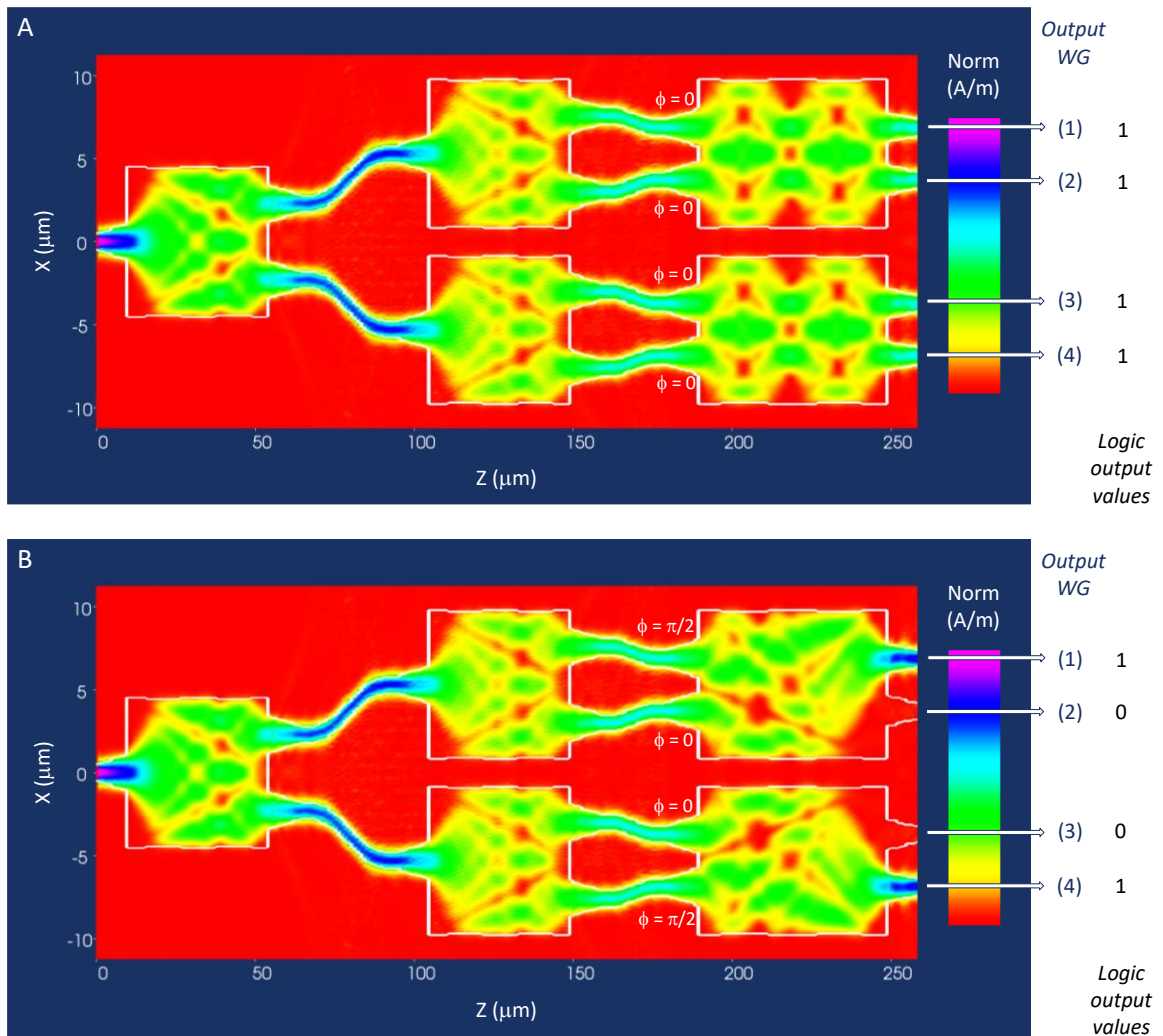 A
Output
WG
Norm
(A/m)
10
5
0
-5
-10
X (μm)
ϕ = 0
ϕ = 0
ϕ = 0
ϕ = 0
(1) 1
(2) 1
(3) 1
(4) 1
0 50 100 150 200 250
Z (μm)
Logic
output
values
B
Output
WG
Norm
(A/m)
10
5
0
-5
-10
X (μm)
ϕ = π/2
ϕ = 0
ϕ = 0
ϕ = π/2
(1) 1
(2) 0
(3) 0
(4) 1
0 50 100 150 200 250
Z (μm)
Logic
output
values